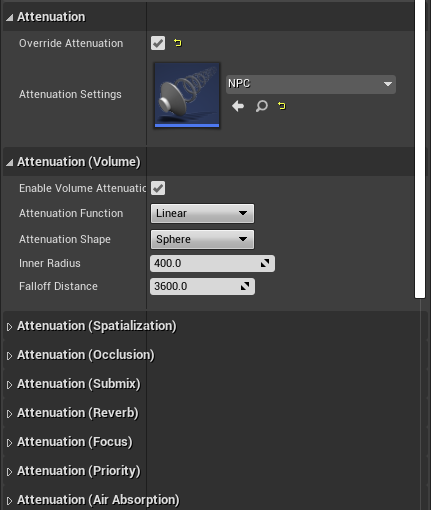 Attenuation
Override Attenuation
Attenuation Settings
NPC
Attenuation (Volume)
Enable Volume Attenuatic
Attenuation Function Linear
Attenuation Shape Sphere
Inner Radius 400.0
Falloff Distance 3600.0
Attenuation (Spatialization)
Attenuation (Occlusion)
Attenuation (Submix)
Attenuation (Reverb)
Attenuation (Focus)
Attenuation (Priority)
Attenuation (Air Absorption)